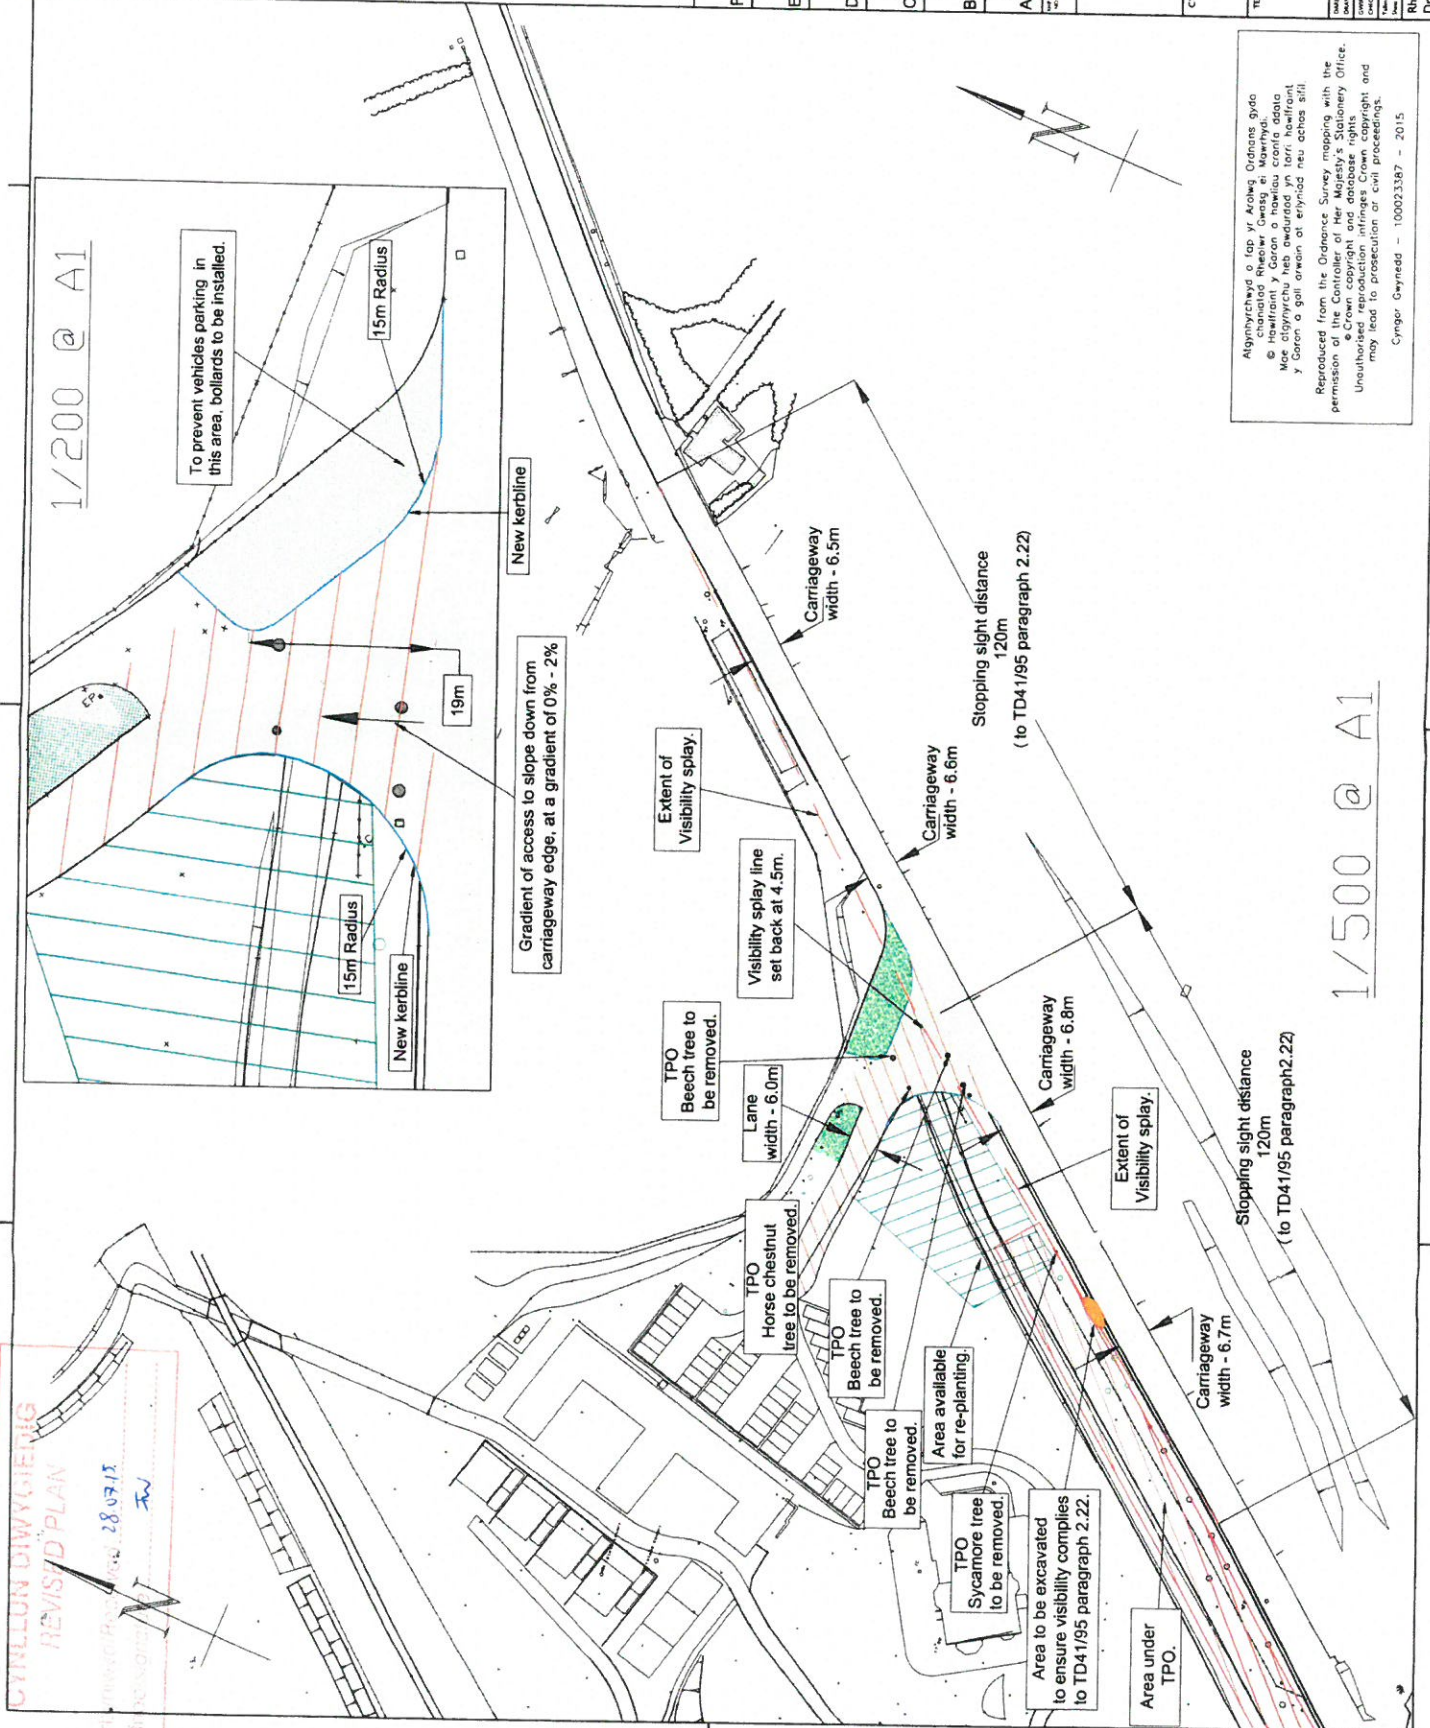 CYNLLUN DIWYGIEDIG
REVISED PLAN
28.07.15
N
1/200 @ A1
To prevent vehicles parking in
this area, bollards to be installed.
15m Radius
New kerbline
19m
EP
Gradient of access to slope down from
carriageway edge, at a gradient of 0% - 2%
15m Radius
New kerbline
N
Carriageway
width - 6.5m
Stopping sight distance
120m
(to TD41/95 paragraph 2.22)
Extent of
Visibility splay.
Carriageway
width - 6.6m
Visibility splay line
set back at 4.5m.
TPO
Beech tree to
be removed.
Lane
width - 6.0m
Carriageway
width - 6.8m
Extent of
Visibility splay.
Stopping sight distance
120m
(to TD41/95 paragraph2.22)
TPO
Horse chestnut
tree to be removed.
TPO
Beech tree to
be removed.
TPO
Beech tree to
be removed.
Area available
for re-planting.
Carriageway
width - 6.7m
TPO
Sycamore tree
to be removed.
Area to be excavated
to ensure visibility complies
to TD41/95 paragraph 2.22.
Area under
TPO.
1/500 @ A1
Atgynhyrchwyd o fap yr Arolwg Ordnans gyda
chaniatad Rheolwr Gwasg ei Mawrhydi.
© Hawlfraint y Goron a hawliau cronfa ddata
Mae atgynyrchu heb awdurdod yn torri hawlfraint
y Goron a gall arwain at erlyniad neu achos sifil.
Reproduced from the Ordnance Survey mapping with the
permission of the Controller of Her Majesty's Stationery Office.
© Crown copyright and database rights
Unauthorised reproduction infringes Crown copyright and
may lead to prosecution or civil proceedings.
Cyngor Gwynedd - 100023387 - 2015
E
D
C
B
A